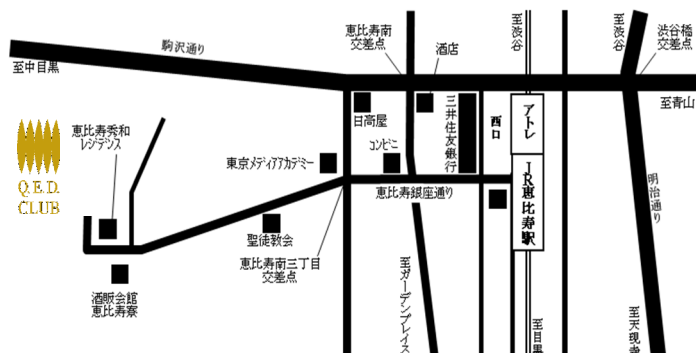 駒沢通り
至中目黒
恵比寿南
交差点
酒店
至渋谷
至渋谷
渋谷橋
交差点
至青山
日高屋
コンビニ
三井住友銀行
西口
アトレ
JR恵比寿駅
恵比寿秀和
レジデンス
Q.E.D.
CLUB
東京メディアアカデミー
恵比寿銀座通り
明治通り
聖徒教会
恵比寿南三丁目
交差点
酒販会館
恵比寿寮
至ガーデンプレイス
至目黒
至天現寺